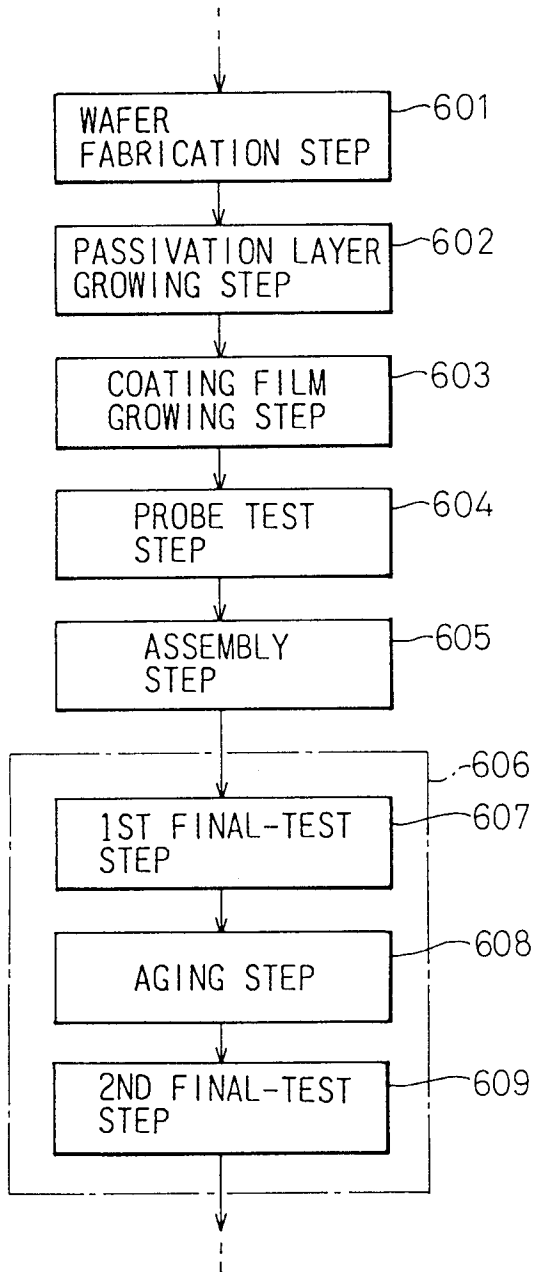 WAFER
FABRICATION STEP
601
PASSIVATION LAYER
GROWING STEP
602
COATING FILM
GROWING STEP
603
PROBE TEST
STEP
604
ASSEMBLY
STEP
605
606
1ST FINAL-TEST
STEP
607
AGING STEP
608
2ND FINAL-TEST
STEP
609